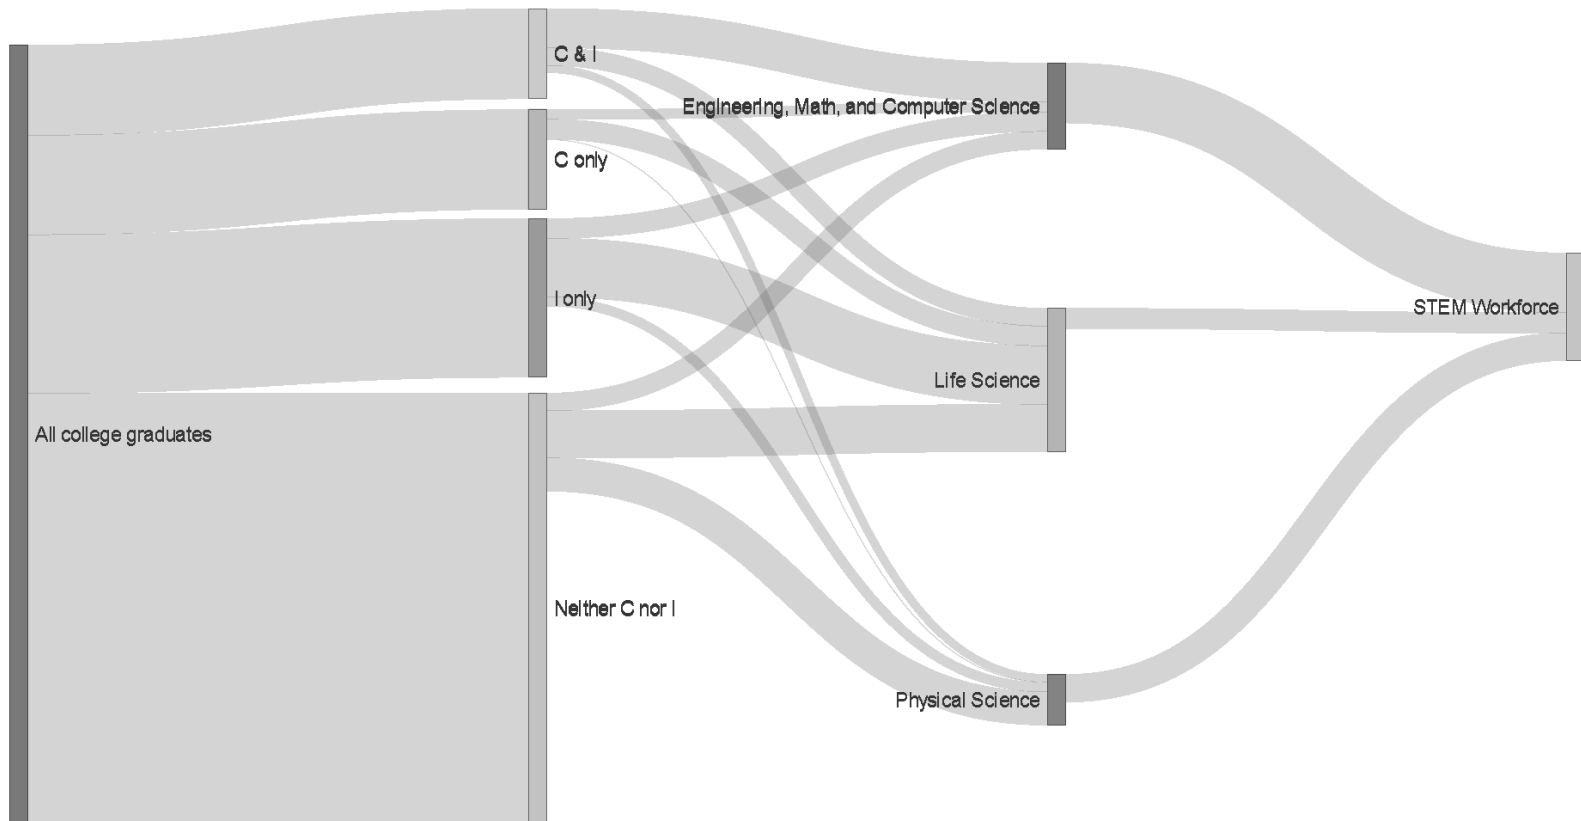 C & I
Engineering, Math, and Computer Science
C only
I only
STEM Workforce
Life Science
All college graduates
Neither C nor I
Physical Science